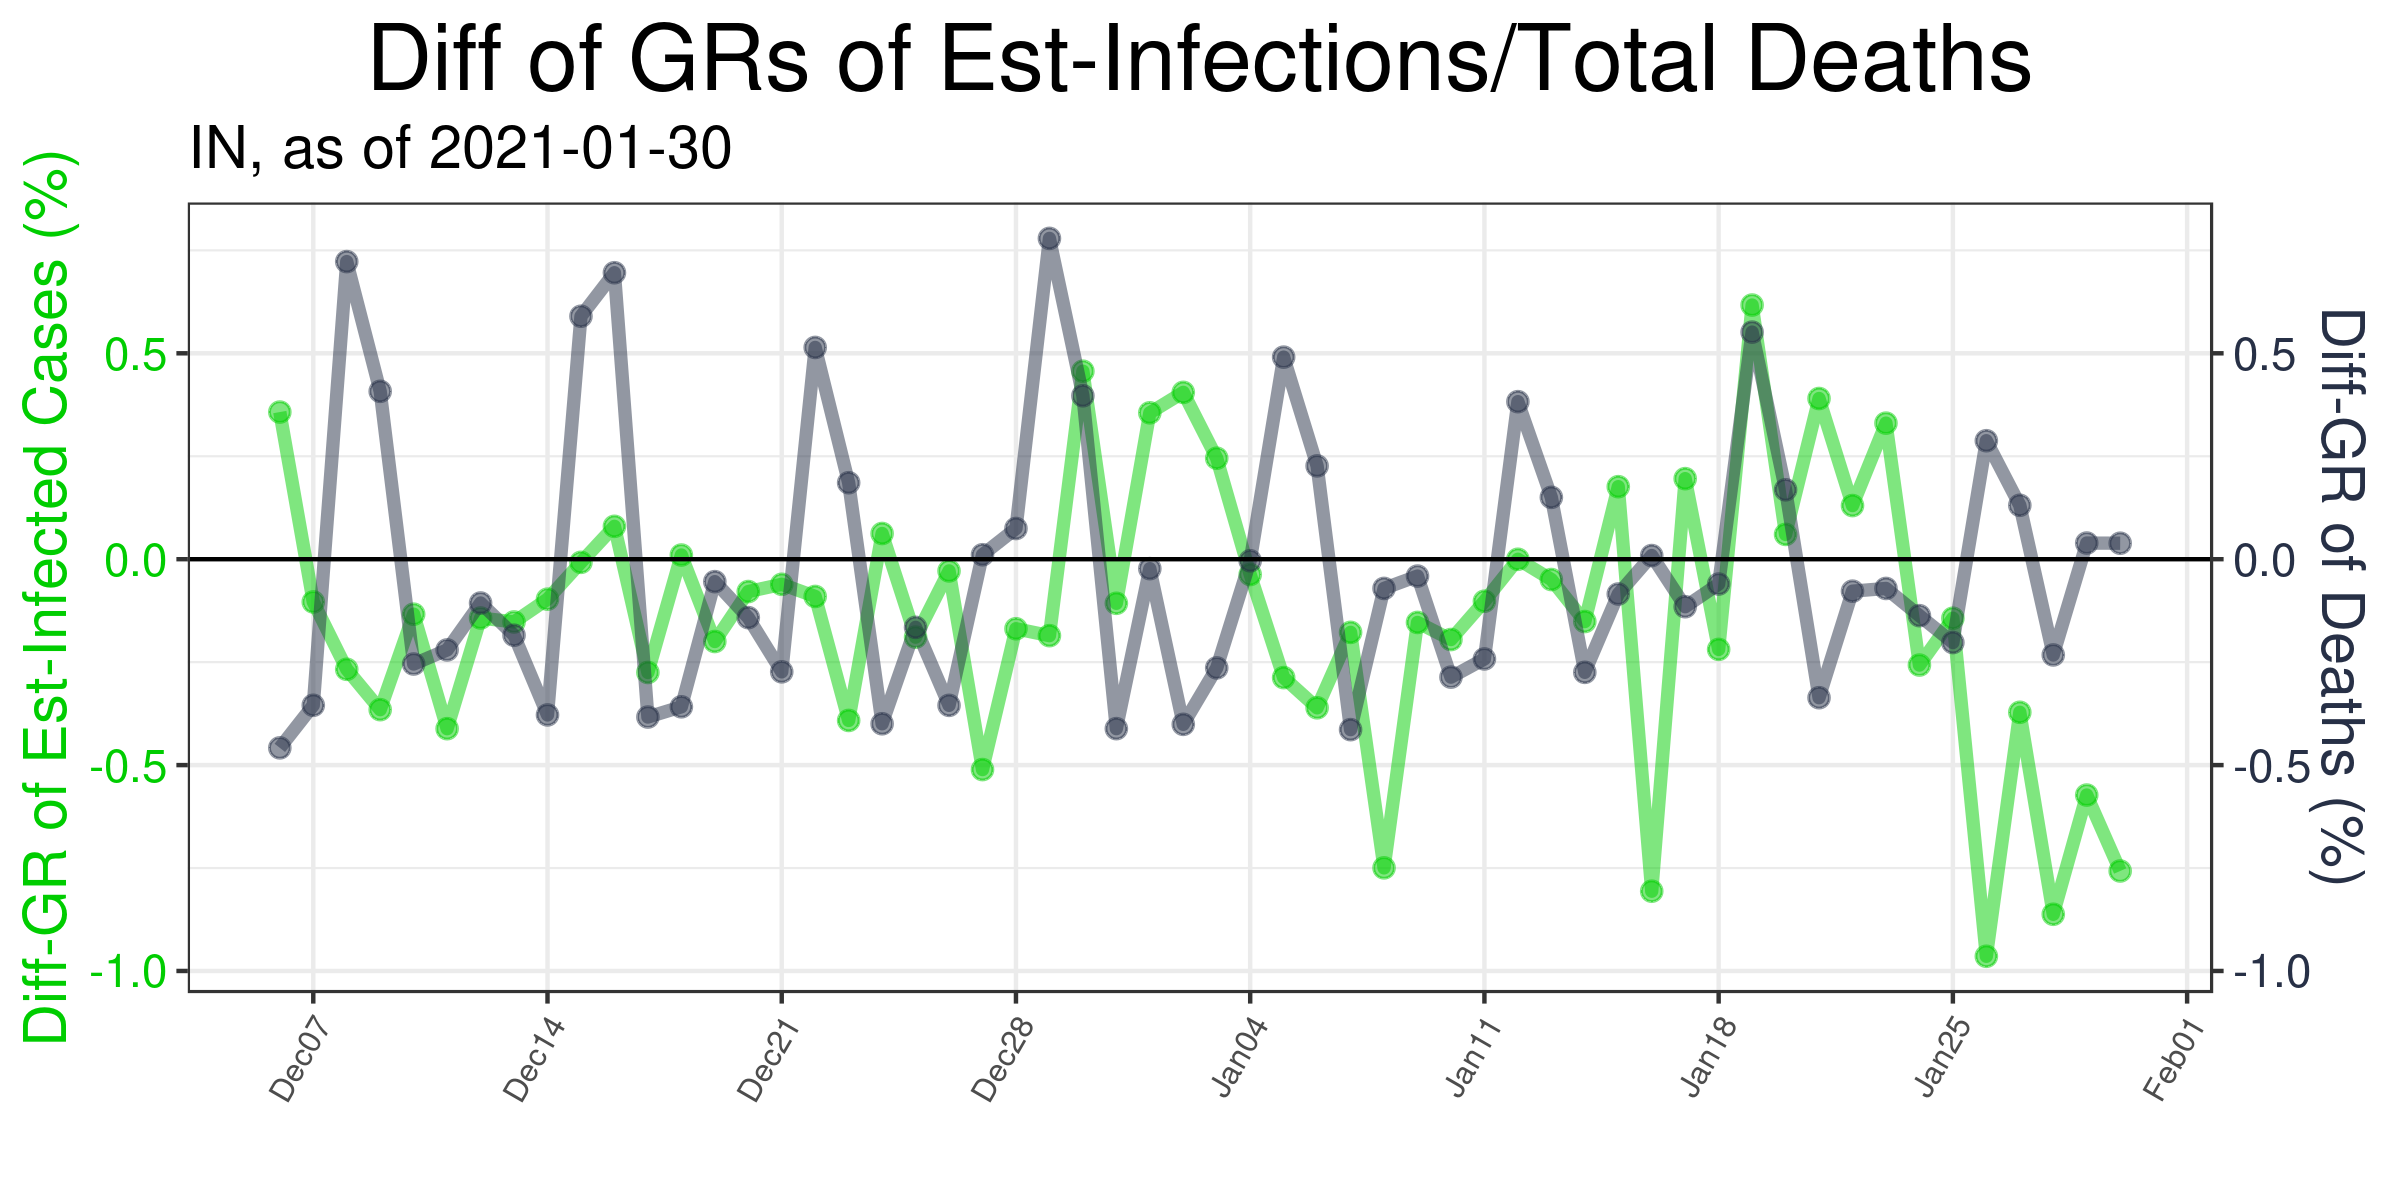 Diff of GRs of Est-Infections/Total Deaths
IN, as of 2021-01-30
Diff-GR of Est-Infected Cases (%)
0.5
0.0
-0.5
-1.0
0.5
0.0
-0.5
-1.0
Diff-GR of Deaths (%)
Dec07
Dec14
Dec21
Dec28
Jan04
Jan11
Jan18
Jan25
Feb01